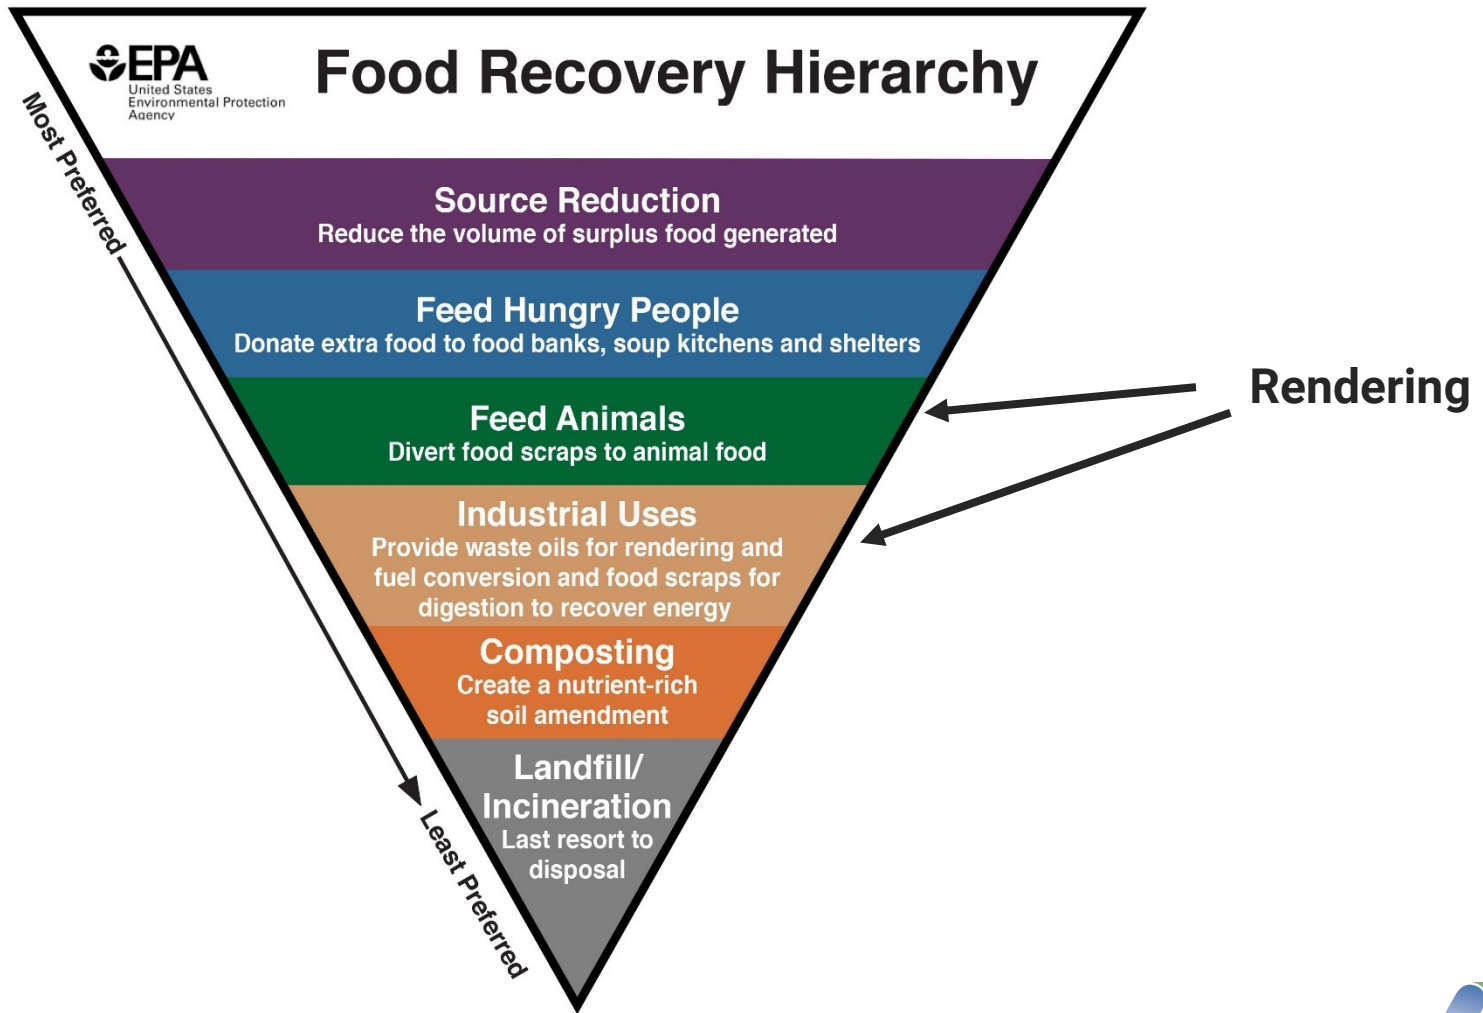 EPA
United States
Environmental Protection
Agency
Food Recovery Hierarchy
Most Preferred
Source Reduction
Reduce the volume of surplus food generated
Feed Hungry People
Donate extra food to food banks, soup kitchens and shelters
Feed Animals
Divert food scraps to animal food
Rendering
Industrial Uses
Provide waste oils for rendering and
fuel conversion and food scraps for
digestion to recover energy
Composting
Create a nutrient-rich
soil amendment
Landfill/
Incineration
Last resort to
disposal
Least Preferred